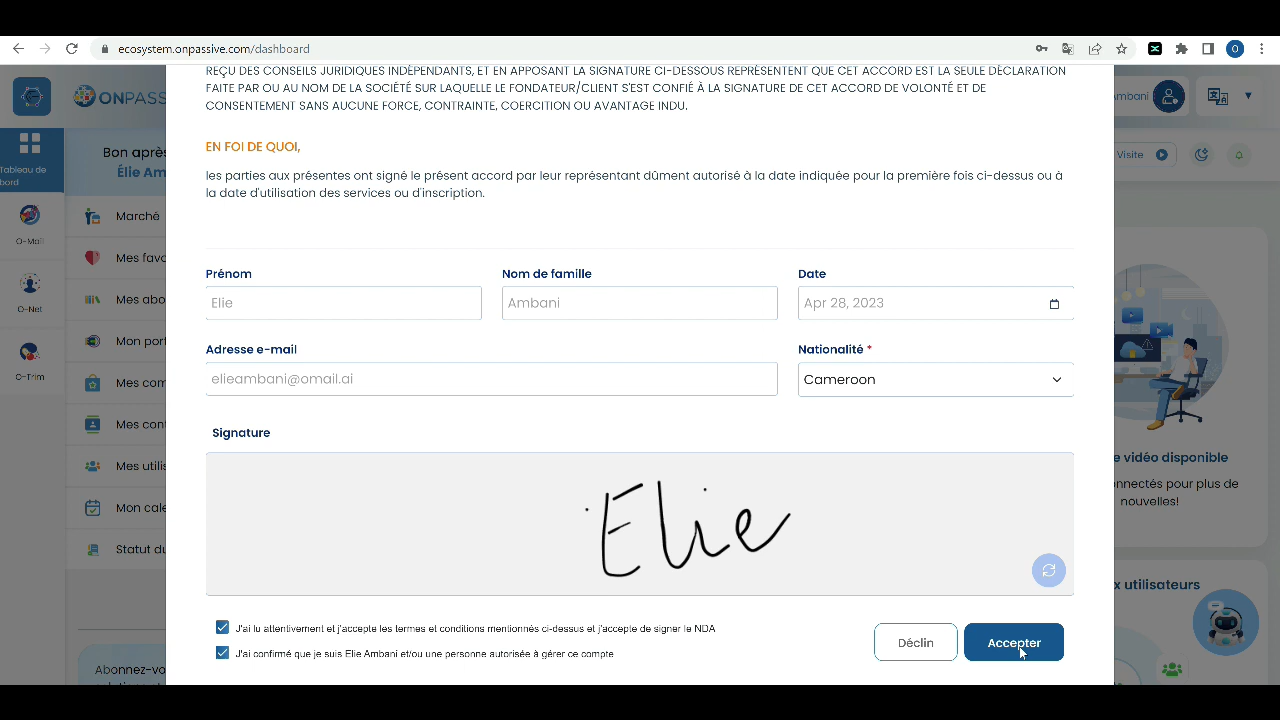 ecosystem.onpassive.com/dashboard
O
REÇU DES CONSEILS JURIDIQUES INDÉPENDANTS, ET EN APPOSANT LA SIGNATURE CI-DESSOUS REPRÉSENTENT QUE CET ACCORD EST LA SEULE DÉCLARATION
FAITE PAR OU AU NOM DE LA SOCIÉTÉ SUR LAQUELLE LE FONDATEUR/CLIENT S'EST CONFIÉ À LA SIGNATURE DE CET ACCORD DE VOLONTÉ ET DE
CONSENTEMENT SANS AUCUNE FORCE, CONTRAINTE, COERCITION OU AVANTAGE INDU.
ONPASS
Ambani
EN FOI DE QUOI,
les parties aux présentes ont signé le présent accord par leur représentant dûment autorisé à la date indiquée pour la première fois ci-dessus ou à
la date d'utilisation des services ou d'inscription.
Tableau de
bord
O-Mail
O-Net
O-Trim
Bon après
Élie Am
Marché
Mes favo
Mes abo
Mon port
Mes com
Mes cont
Mes utilis
Mon cale
Statut du
Abonnez-vo
Visite
Prénom
Nom de famille
Date
Elie
Ambani
Apr 28, 2023
Adresse e-mail
Nationalité *
elieambani@omail.ai
Cameroon
Signature
Elie
J'ai lu attentivement et j'accepte les termes et conditions mentionnés ci-dessus et j'accepte de signer le NDA
J'ai confirmé que je suis Elie Ambani et/ou une personne autorisée à gérer ce compte
Déclin
Accepter
e vidéo disponible
onnectés pour plus de
nouvelles!
x utilisateurs